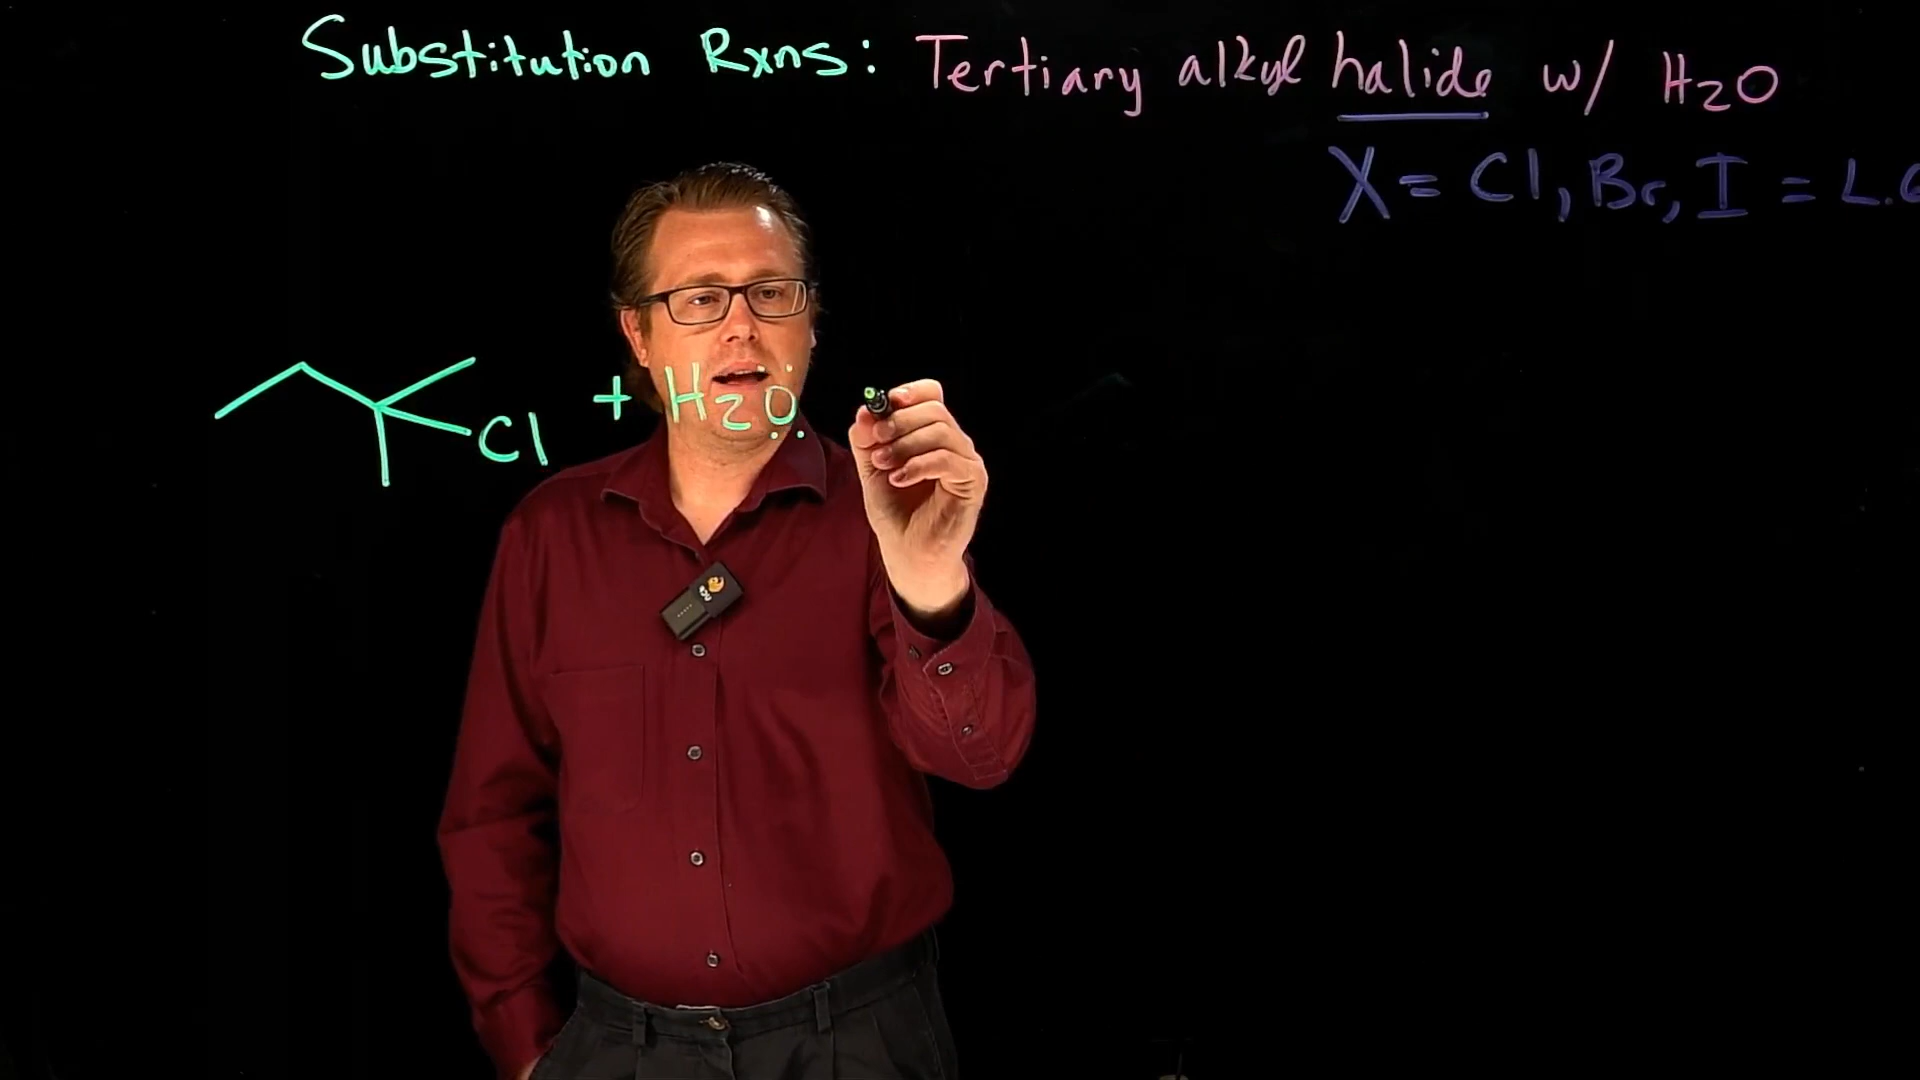 Substitution Rxns: Tertiary alkyl halide w/ H2O
X = Cl, Br, I = L.G
Cl + H2O